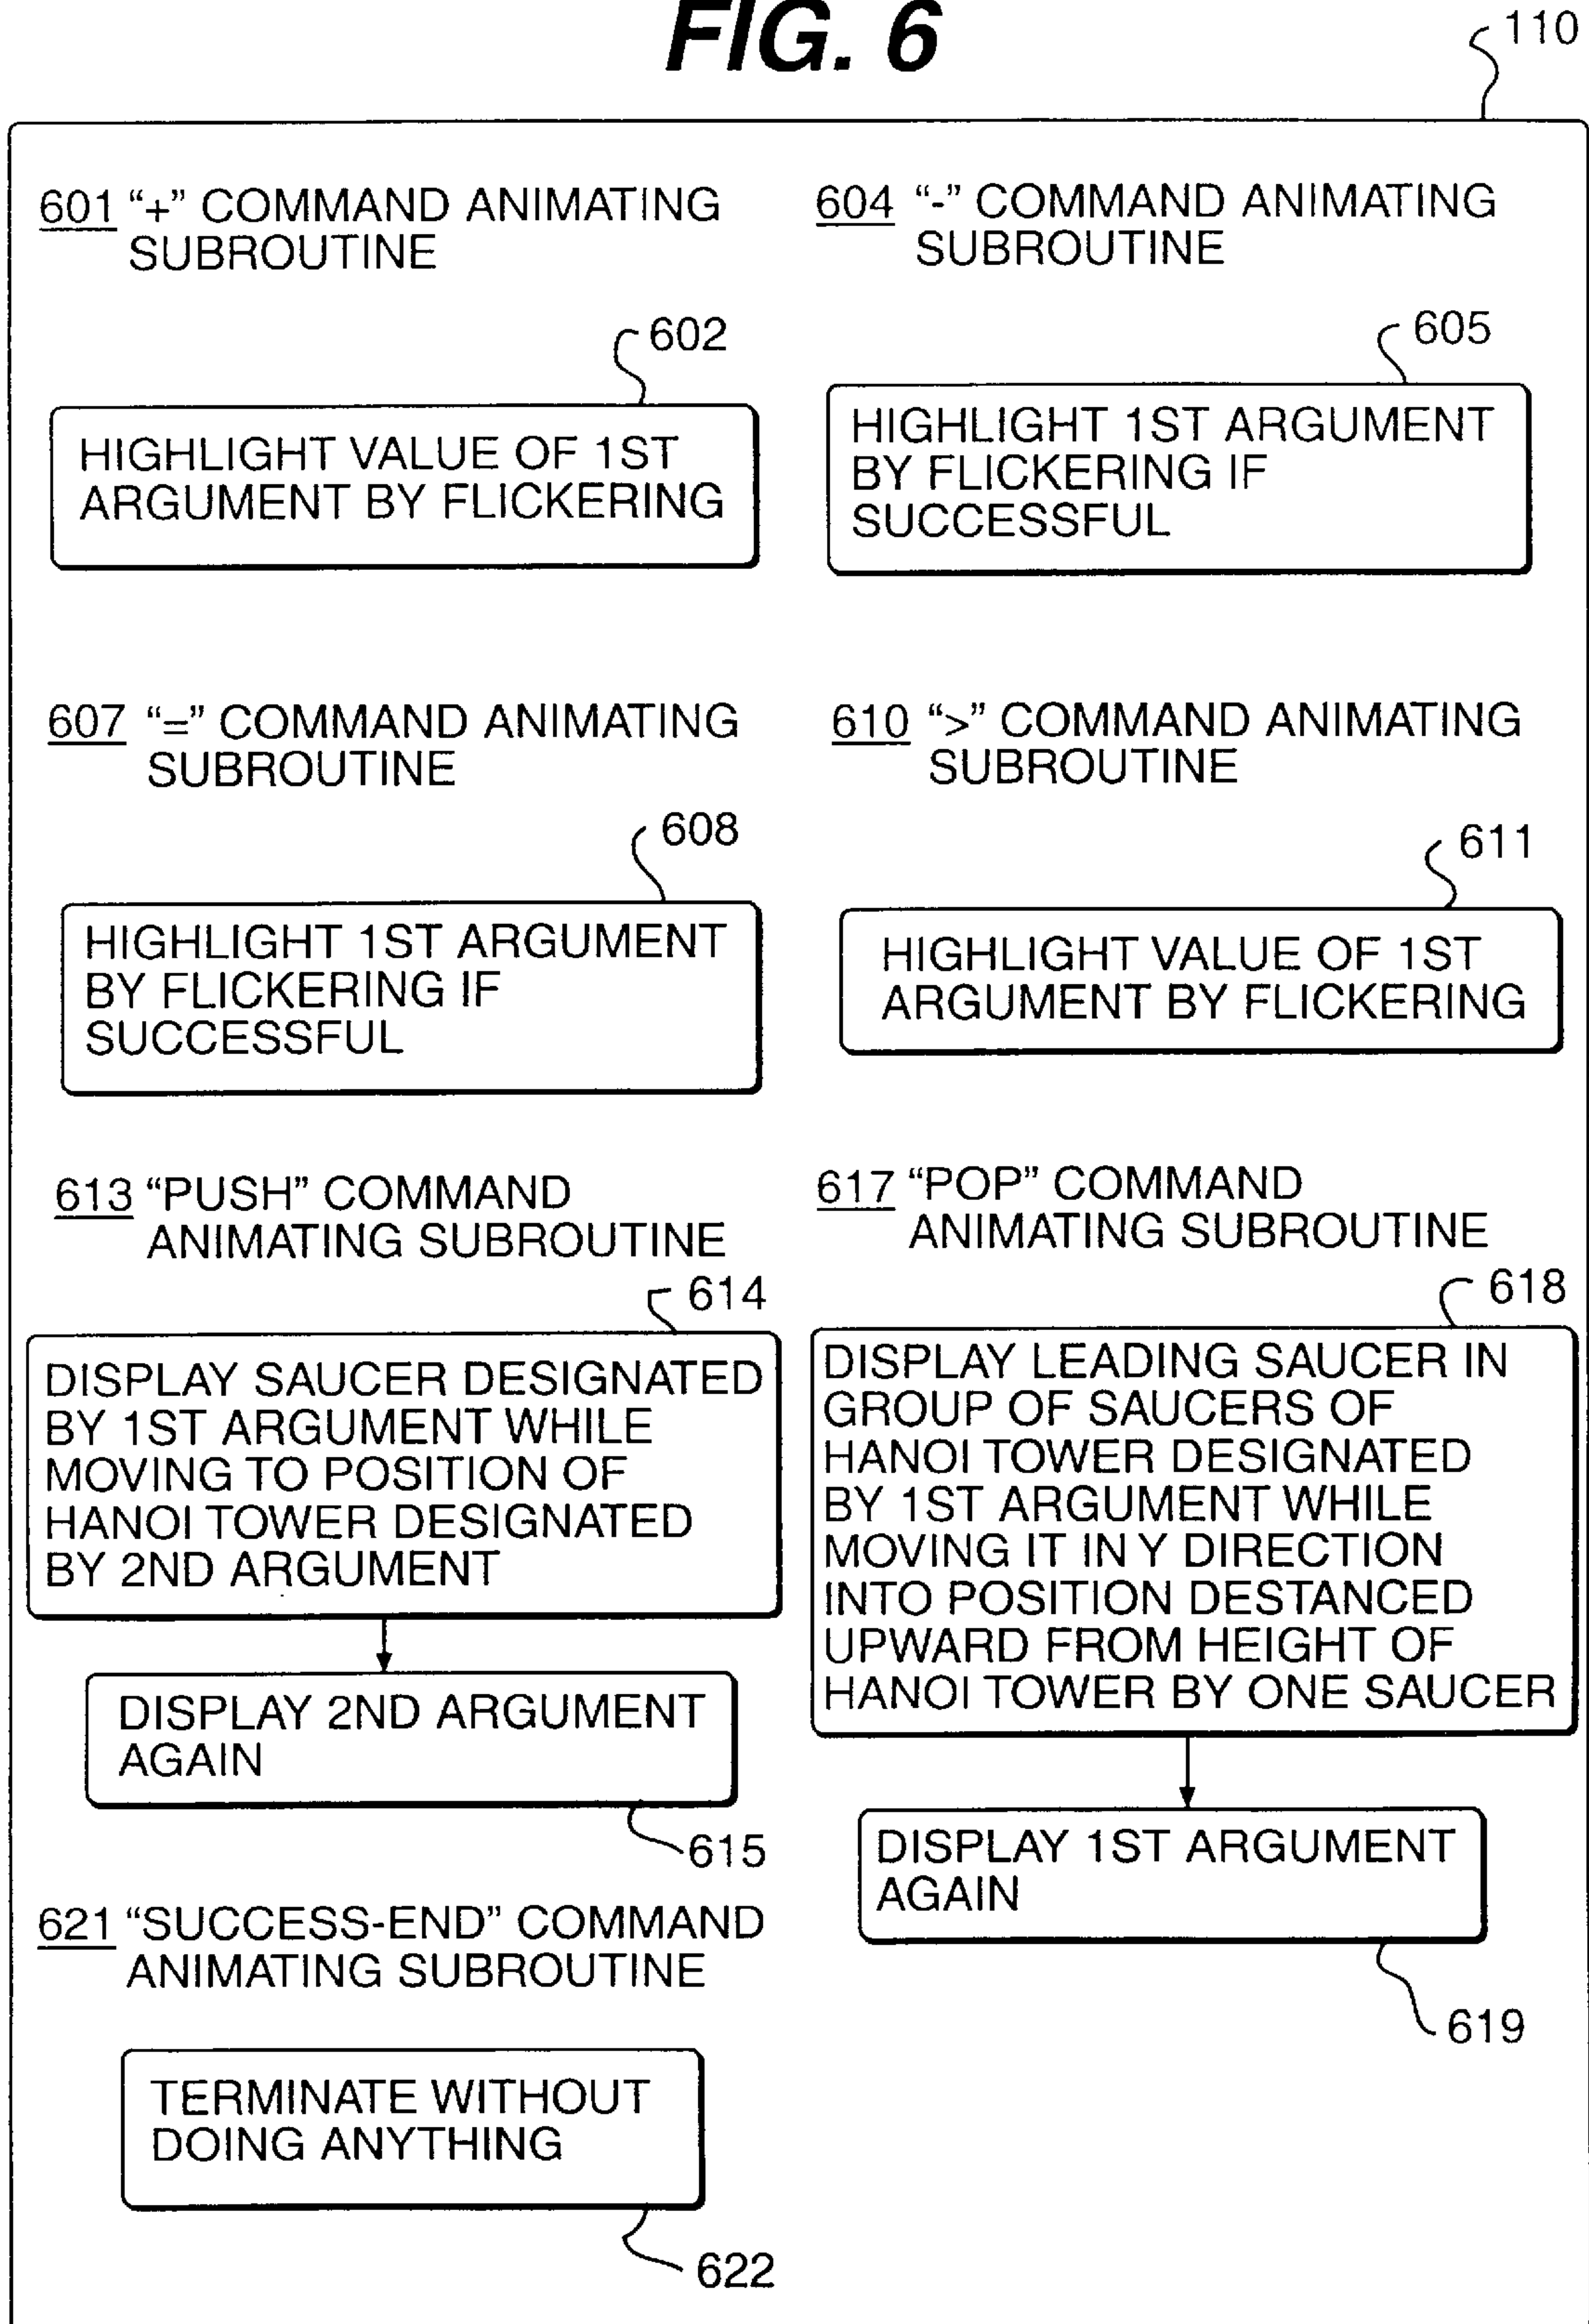 FIG. 6
110
601 “+” COMMAND ANIMATING
SUBROUTINE
602
HIGHLIGHT VALUE OF 1ST
ARGUMENT BY FLICKERING
604 “-” COMMAND ANIMATING
SUBROUTINE
605
HIGHLIGHT 1ST ARGUMENT
BY FLICKERING IF
SUCCESSFUL
607 “=” COMMAND ANIMATING
SUBROUTINE
608
HIGHLIGHT 1ST ARGUMENT
BY FLICKERING IF
SUCCESSFUL
610 “>” COMMAND ANIMATING
SUBROUTINE
611
HIGHLIGHT VALUE OF 1ST
ARGUMENT BY FLICKERING
613 “PUSH” COMMAND
ANIMATING SUBROUTINE
614
DISPLAY SAUCER DESIGNATED
BY 1ST ARGUMENT WHILE
MOVING TO POSITION OF
HANOI TOWER DESIGNATED
BY 2ND ARGUMENT
DISPLAY 2ND ARGUMENT
AGAIN
615
617 “POP” COMMAND
ANIMATING SUBROUTINE
618
DISPLAY LEADING SAUCER IN
GROUP OF SAUCERS OF
HANOI TOWER DESIGNATED
BY 1ST ARGUMENT WHILE
MOVING IT IN Y DIRECTION
INTO POSITION DESTANCED
UPWARD FROM HEIGHT OF
HANOI TOWER BY ONE SAUCER
DISPLAY 1ST ARGUMENT
AGAIN
619
621 “SUCCESS-END” COMMAND
ANIMATING SUBROUTINE
TERMINATE WITHOUT
DOING ANYTHING
622